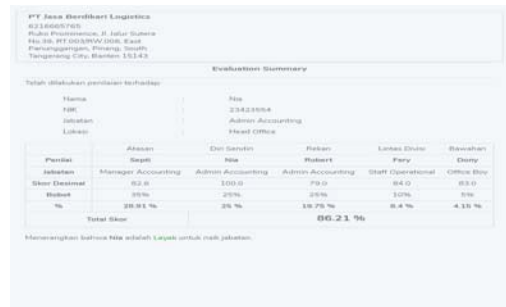 PT Jasa Berdikari Logistics
6216665765
Ruko Prominence, Jl. Jalur Sutera
No.38, RT.003/RW.006, East
Panunggangan, Pinang, South
Tangerang City, Banten 15143
Evaluation Summary
Telah dilakukan penilaian terhadap:
Nama : Nia
NIK : 23423554
Jabatan : Admin Accounting
Lokasi : Head Office
Atasan Diri Sendiri Rekan Lintas Divisi Bawahan
Penilai Septi Nia Robert Fery Dony
Jabatan Manager Accounting Admin Accounting Admin Accounting Staff Operational Office Boy
Skor Desimal 82.6 100.0 79.0 84.0 83.0
Bobot 35% 25% 25% 10% 5%
% 28.91 % 25 % 19.75 % 8.4 % 4.15 %
Total Skor 86.21 %
Menerangkan bahwa Nia adalah Layak untuk naik jabatan.